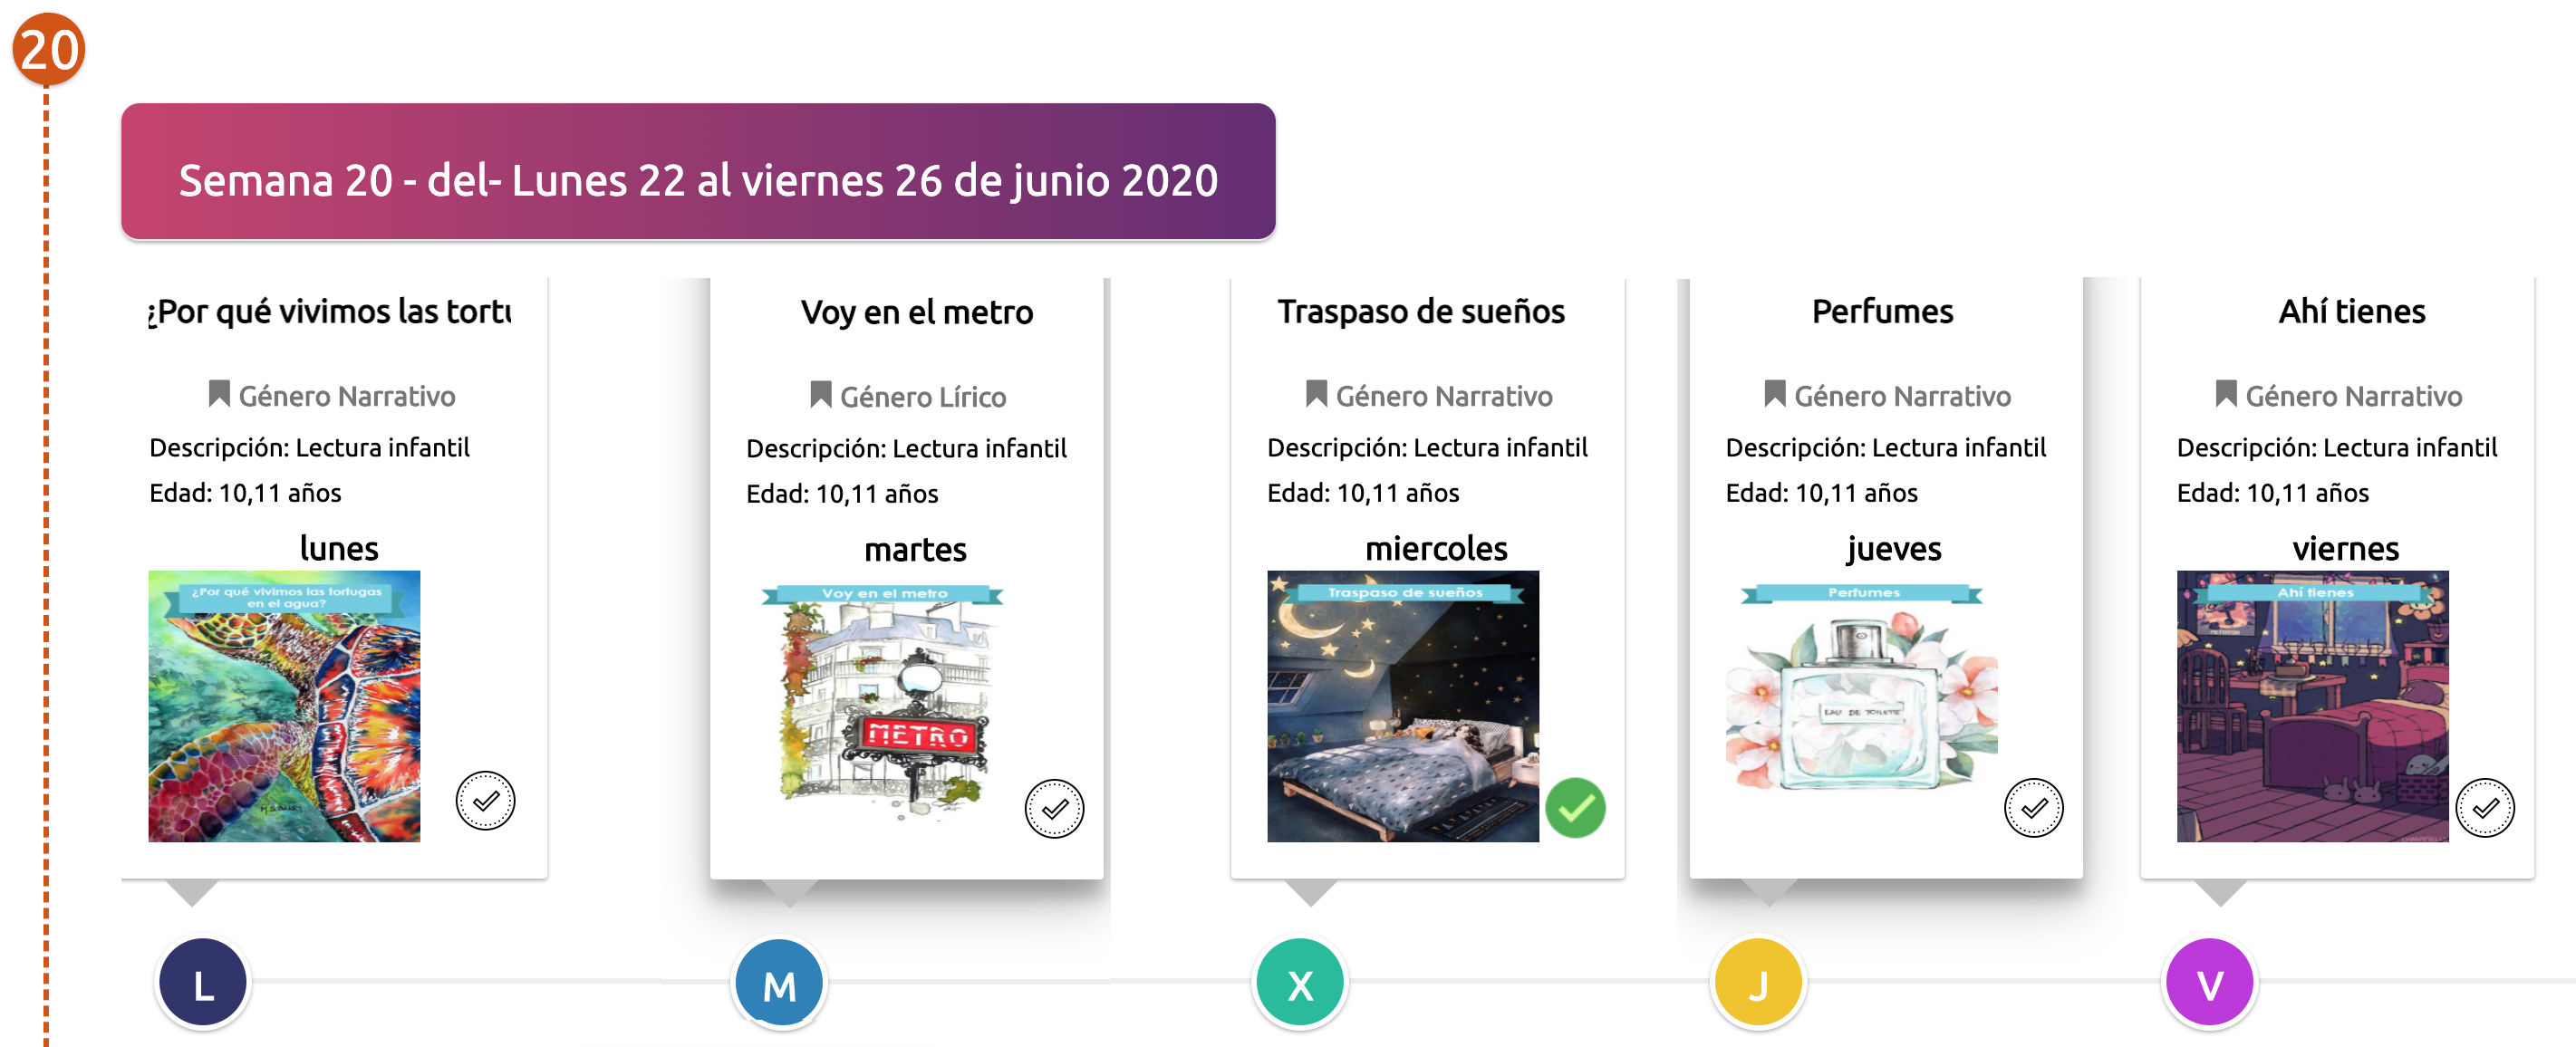 20
Semana 20 - del- Lunes 22 al viernes 26 de junio 2020
¿Por qué vivimos las tortu
Género Narrativo
Descripción: Lectura infantil
Edad: 10,11 años
lunes
¿Por qué vivimos las tortugas
en el agua?
L
Voy en el metro
Género Lírico
Descripción: Lectura infantil
Edad: 10,11 años
martes
Voy en el metro
METRO
M
Traspaso de sueños
Género Narrativo
Descripción: Lectura infantil
Edad: 10,11 años
miercoles
Traspaso de sueños
X
Perfumes
Género Narrativo
Descripción: Lectura infantil
Edad: 10,11 años
jueves
Perfumes
EAU DE TOILETTE
J
Ahí tienes
Género Narrativo
Descripción: Lectura infantil
Edad: 10,11 años
viernes
Ahí tienes
V